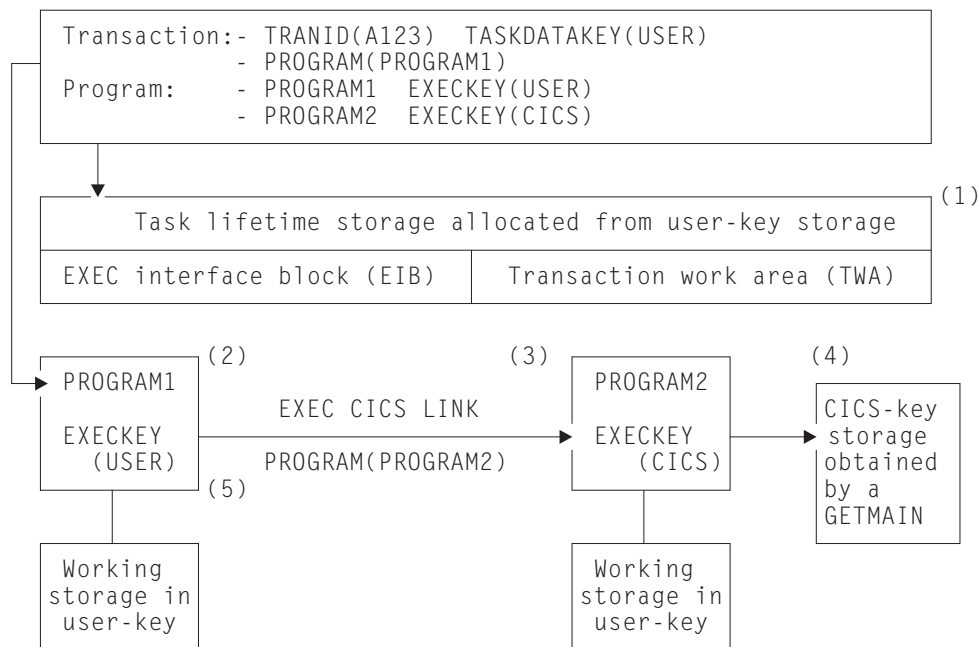 Transaction:- TRANID(A123) TASKDATAKEY(USER)
- PROGRAM(PROGRAM1)
Program: - PROGRAM1 EXECKEY(USER)
- PROGRAM2 EXECKEY(CICS)
(1)
Task lifetime storage allocated from user-key storage
EXEC interface block (EIB)
Transaction work area (TWA)
(2)
PROGRAM1
EXECKEY
(USER)
(5)
EXEC CICS LINK
PROGRAM(PROGRAM2)
(3)
PROGRAM2
EXECKEY
(CICS)
(4)
CICS-key
storage
obtained
by a
GETMAIN
Working
storage in
user-key
Working
storage in
user-key